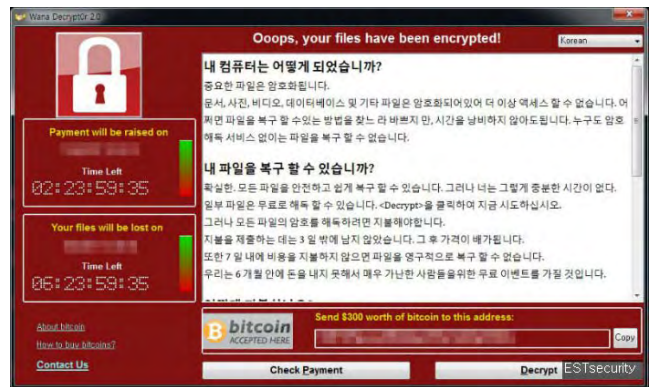 Wana Decrypt0r 2.0
Ooops, your files have been encrypted!
Korean
Payment will be raised on
Time Left
02:23:59:35
Your files will be lost on
Time Left
06:23:59:35
About bitcoin
How to buy bitcoins?
Contact Us
내 컴퓨터는 어떻게 되었습니까?
중요한 파일은 암호화됩니다.
문서, 사진, 비디오, 데이터베이스 및 기타 파일은 암호화되어있어 더 이상 액세스 할 수 없습니다. 어
쩌면 파일을 복구 할 수있는 방법을 찾느 라 바쁘지 만, 시간을 낭비하지 않아도됩니다. 누구도 암호
해독 서비스 없이는 파일을 복구 할 수 없습니다.
내 파일을 복구 할 수 있습니까?
확실한. 모든 파일을 안전하고 쉽게 복구 할 수 있습니다. 그러나 너는 그렇게 충분한 시간이 없다.
일부 파일은 무료로 해독 할 수 있습니다. <Decrypt>을 클릭하여 지금 시도하십시오.
그러나 모든 파일의 암호를 해독하려면 지불해야합니다.
지불을 제출하는 데는 3 일 밖에 남지 않았습니다. 그 후 가격이 배가됩니다.
또한 7 일 내에 비용을 지불하지 않으면 파일을 영구적으로 복구 할 수 없습니다.
우리는 6 개월 안에 돈을 내지 못해서 매우 가난한 사람들을위한 무료 이벤트를 가질 것입니다.
bitcoin
ACCEPTED HERE
Send $300 worth of bitcoin to this address:
Copy
Check Payment
Decrypt
ESTsecurity